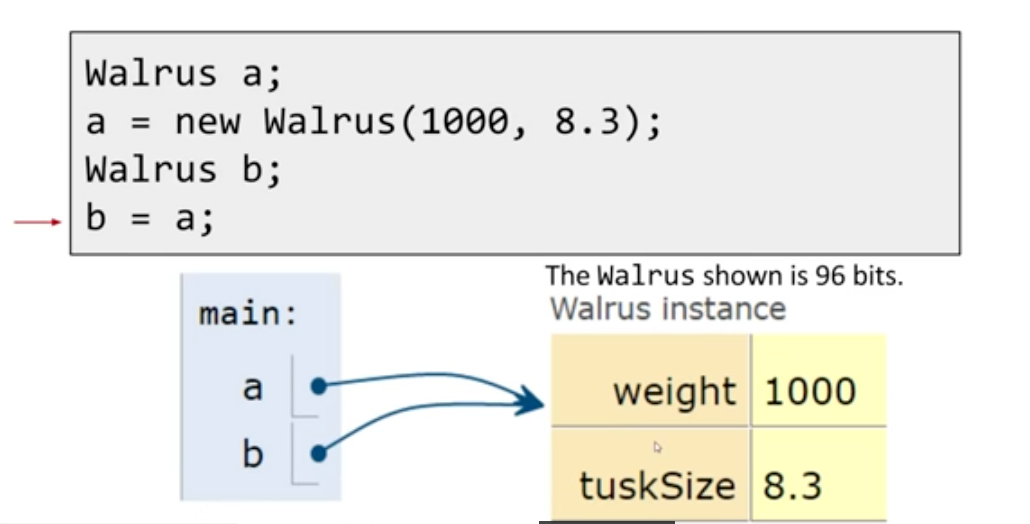 Walrus a;
a = new Walrus(1000, 8.3);
Walrus b;
b = a;
The Walrus shown is 96 bits.
Walrus instance
main:
a
b
weight 1000
tuskSize 8.3